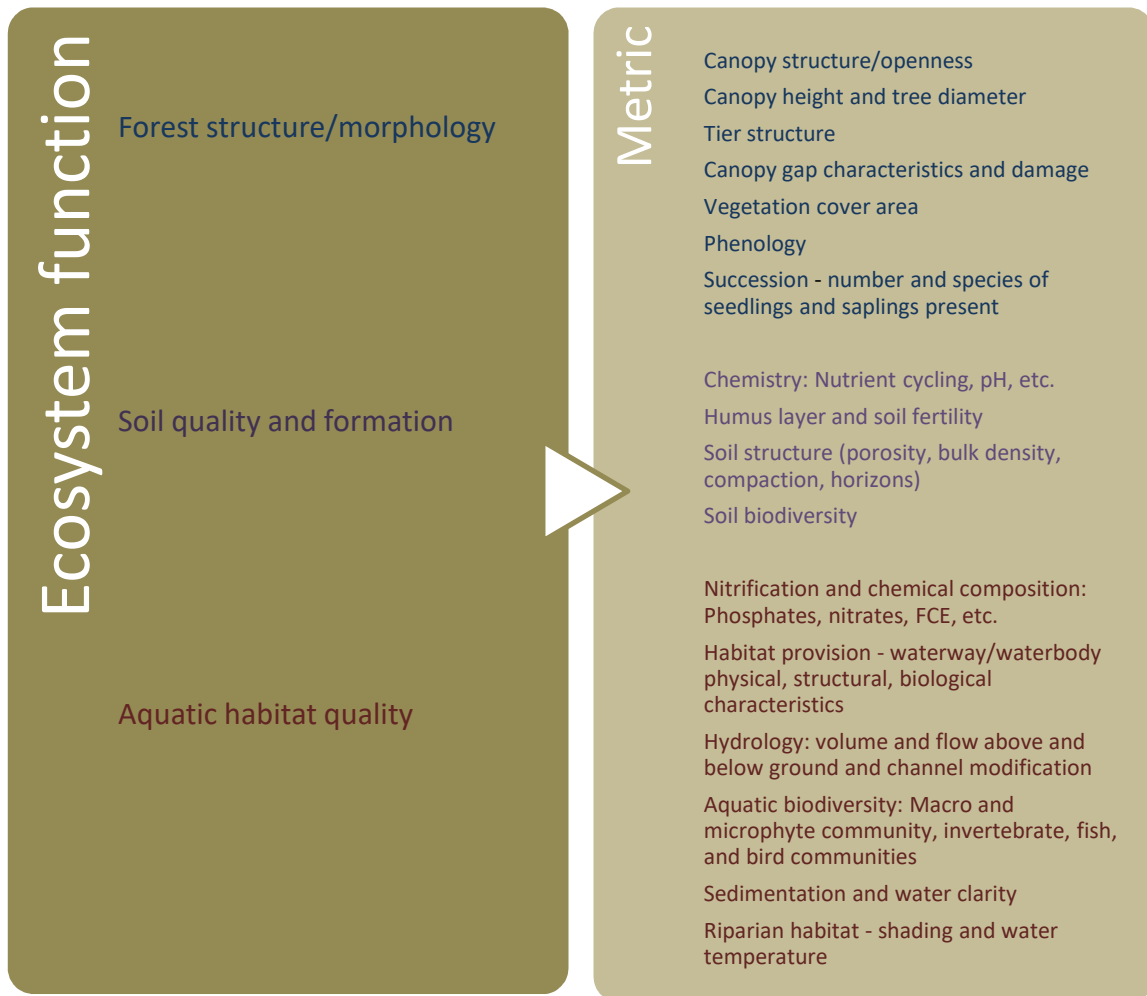 Ecosystem function
Forest structure/morphology
Soil quality and formation
Aquatic habitat quality
Metric
Canopy structure/openness
Canopy height and tree diameter
Tier structure
Canopy gap characteristics and damage
Vegetation cover area
Phenology
Succession - number and species of
seedlings and saplings present
Chemistry: Nutrient cycling, pH, etc.
Humus layer and soil fertility
Soil structure (porosity, bulk density,
compaction, horizons)
Soil biodiversity
Nitrification and chemical composition:
Phosphates, nitrates, FCE, etc.
Habitat provision - waterway/waterbody
physical, structural, biological
characteristics
Hydrology: volume and flow above and
below ground and channel modification
Aquatic biodiversity: Macro and
microphyte community, invertebrate, fish,
and bird communities
Sedimentation and water clarity
Riparian habitat - shading and water
temperature